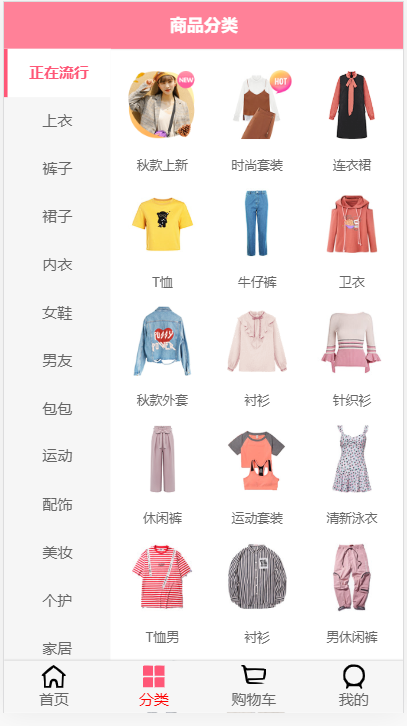 商品分类
正在流行
上衣
裤子
裙子
内衣
女鞋
男友
包包
运动
配饰
美妆
个护
家居
NEW
HOT
秋款上新
时尚套装
连衣裙
T恤
牛仔裤
卫衣
秋款外套
衬衫
针织衫
休闲裤
运动套装
清新泳衣
T恤男
衬衫
男休闲裤
首页
分类
购物车
我的